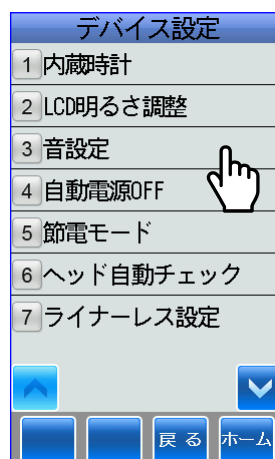 デバイス設定
1 内蔵時計
2 LCD明るさ調整
3 音設定
4 自動電源OFF
5 節電モード
6 ヘッド自動チェック
7 ライナーレス設定
戻る ホーム